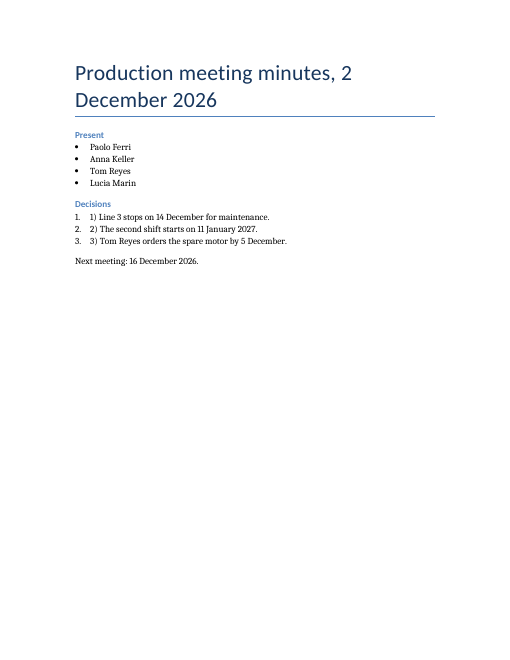 Production meeting minutes, 2
December 2026
Present
• Paolo Ferri
• Anna Keller
• Tom Reyes
• Lucia Marin
Decisions
1. 1) Line 3 stops on 14 December for maintenance.
2. 2) The second shift starts on 11 January 2027.
3. 3) Tom Reyes orders the spare motor by 5 December.
Next meeting: 16 December 2026.